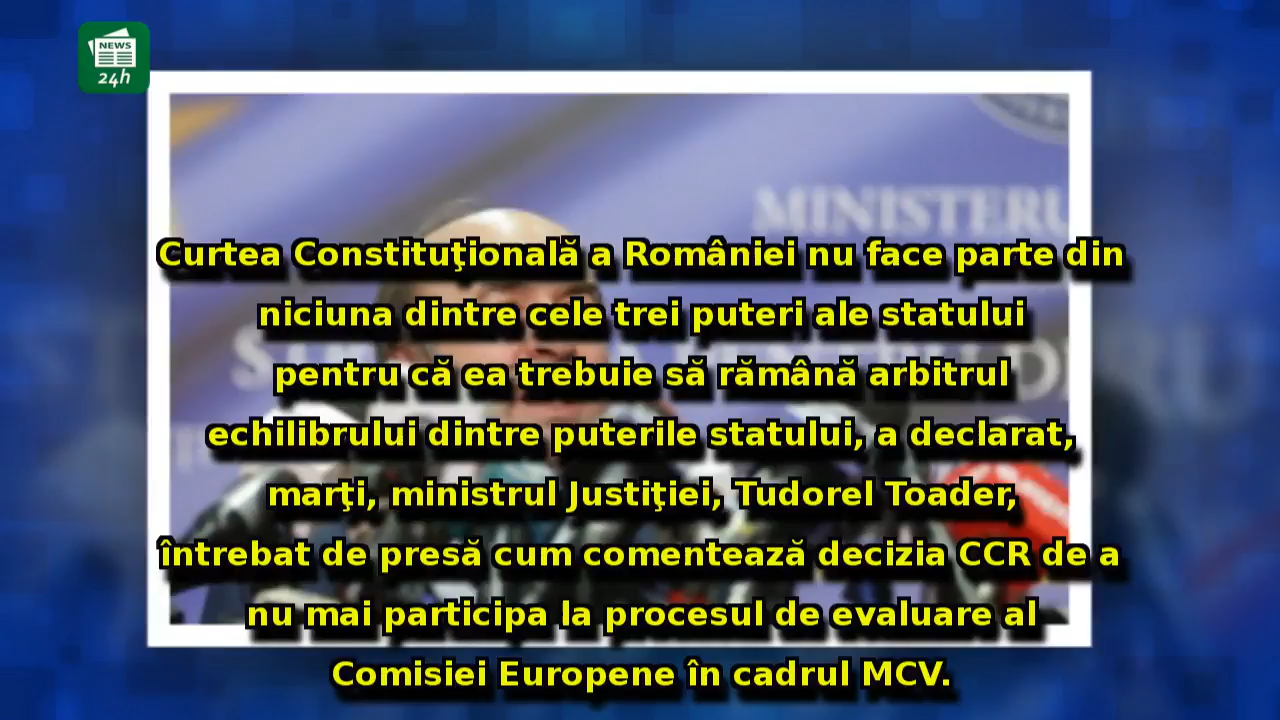 NEWS
24h
MINISTERU
Curtea Constituţională a României nu face parte din
niciuna dintre cele trei puteri ale statului
pentru că ea trebuie să rămână arbitrul
echilibrului dintre puterile statului, a declarat,
marţi, ministrul Justiţiei, Tudorel Toader,
întrebat de presă cum comentează decizia CCR de a
nu mai participa la procesul de evaluare al
Comisiei Europene în cadrul MCV.